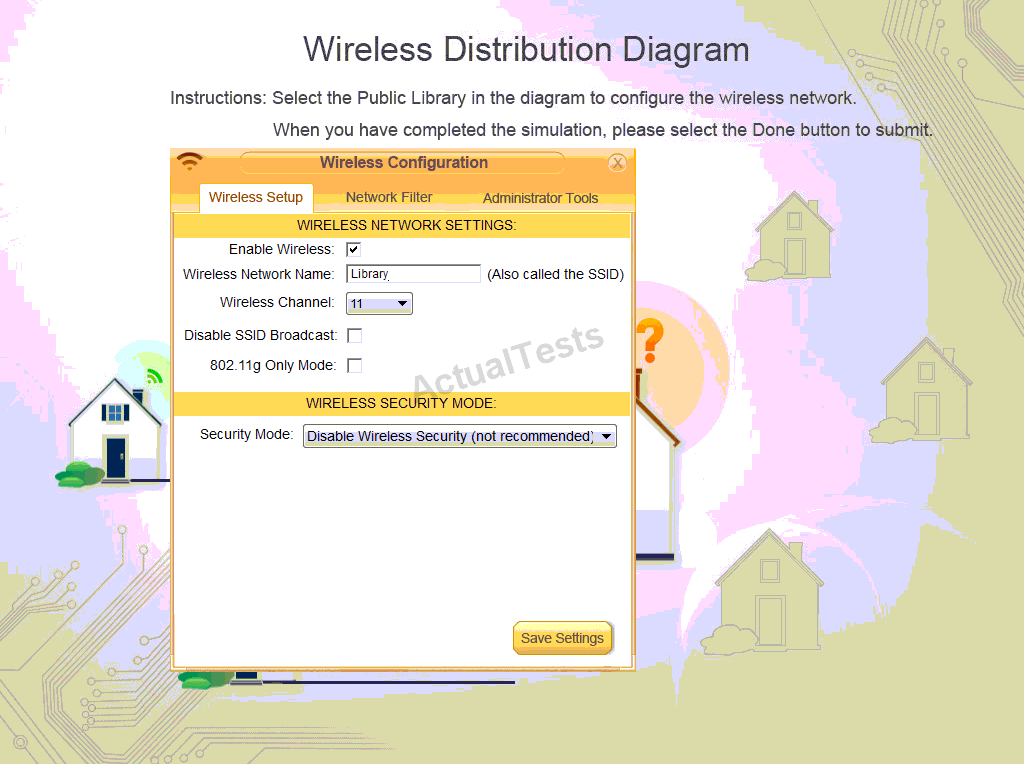 Wireless Distribution Diagram
Instructions: Select the Public Library in the diagram to configure the wireless network.
When you have completed the simulation, please select the Done button to submit.
Wireless Configuration
X
Wireless Setup Network Filter Administrator Tools
WIRELESS NETWORK SETTINGS:
Enable Wireless:
Wireless Network Name: Library (Also called the SSID)
Wireless Channel: 11
Disable SSID Broadcast:
802.11g Only Mode:
ActualTests
?
WIRELESS SECURITY MODE:
Security Mode: Disable Wireless Security (not recommended)
Save Settings